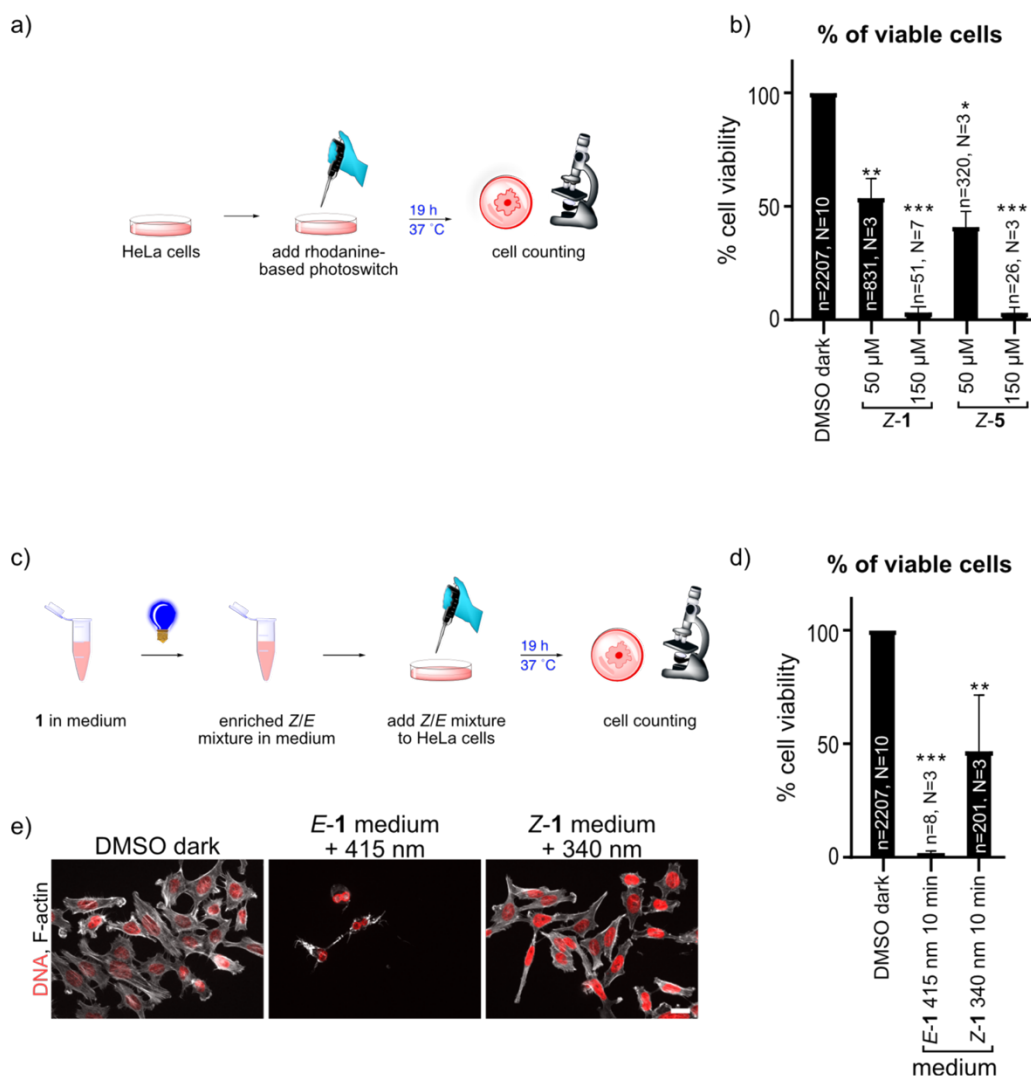 a)
HeLa cells
add rhodanine-
based photoswitch
19 h
37 °C
cell counting
b)
% of viable cells
% cell viability
100
50
0
n=2207, N=10
**
n=831, N=3
***
n=51, N=7
*
n=320, N=3
***
n=26, N=3
DMSO dark
50 µM
150 µM
50 µM
150 µM
Z-1
Z-5
c)
1 in medium
enriched Z/E
mixture in medium
add Z/E mixture
to HeLa cells
19 h
37 °C
cell counting
d)
% of viable cells
% cell viability
100
50
0
n=2207, N=10
***
n=8, N=3
**
n=201. N=3
DMSO dark
E-1 415 nm 10 min
Z-1 340 nm 10 min
medium
e)
DNA, F-actin
DMSO dark
E-1 medium
+ 415 nm
Z-1 medium
+ 340 nm